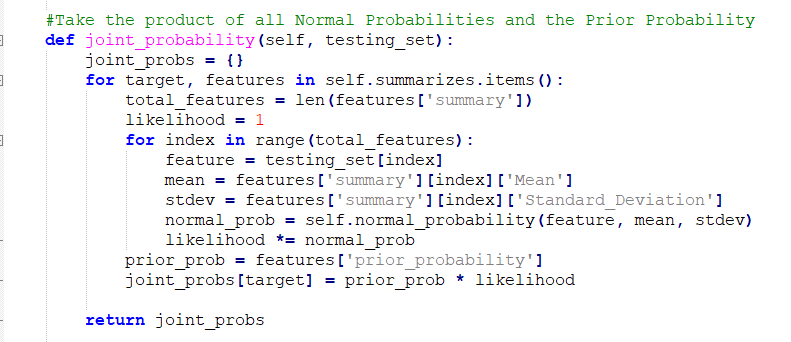 #Take the product of all Normal Probabilities and the Prior Probability
def joint_probability(self, testing_set):
    joint_probs = {}
    for target, features in self.summarizes.items():
        total_features = len(features['summary'])
        likelihood = 1
        for index in range(total_features):
            feature = testing_set[index]
            mean = features['summary'][index]['Mean']
            stdev = features['summary'][index]['Standard_Deviation']
            normal_prob = self.normal_probability(feature, mean, stdev)
            likelihood *= normal_prob
        prior_prob = features['prior_probability']
        joint_probs[target] = prior_prob * likelihood

    return joint_probs